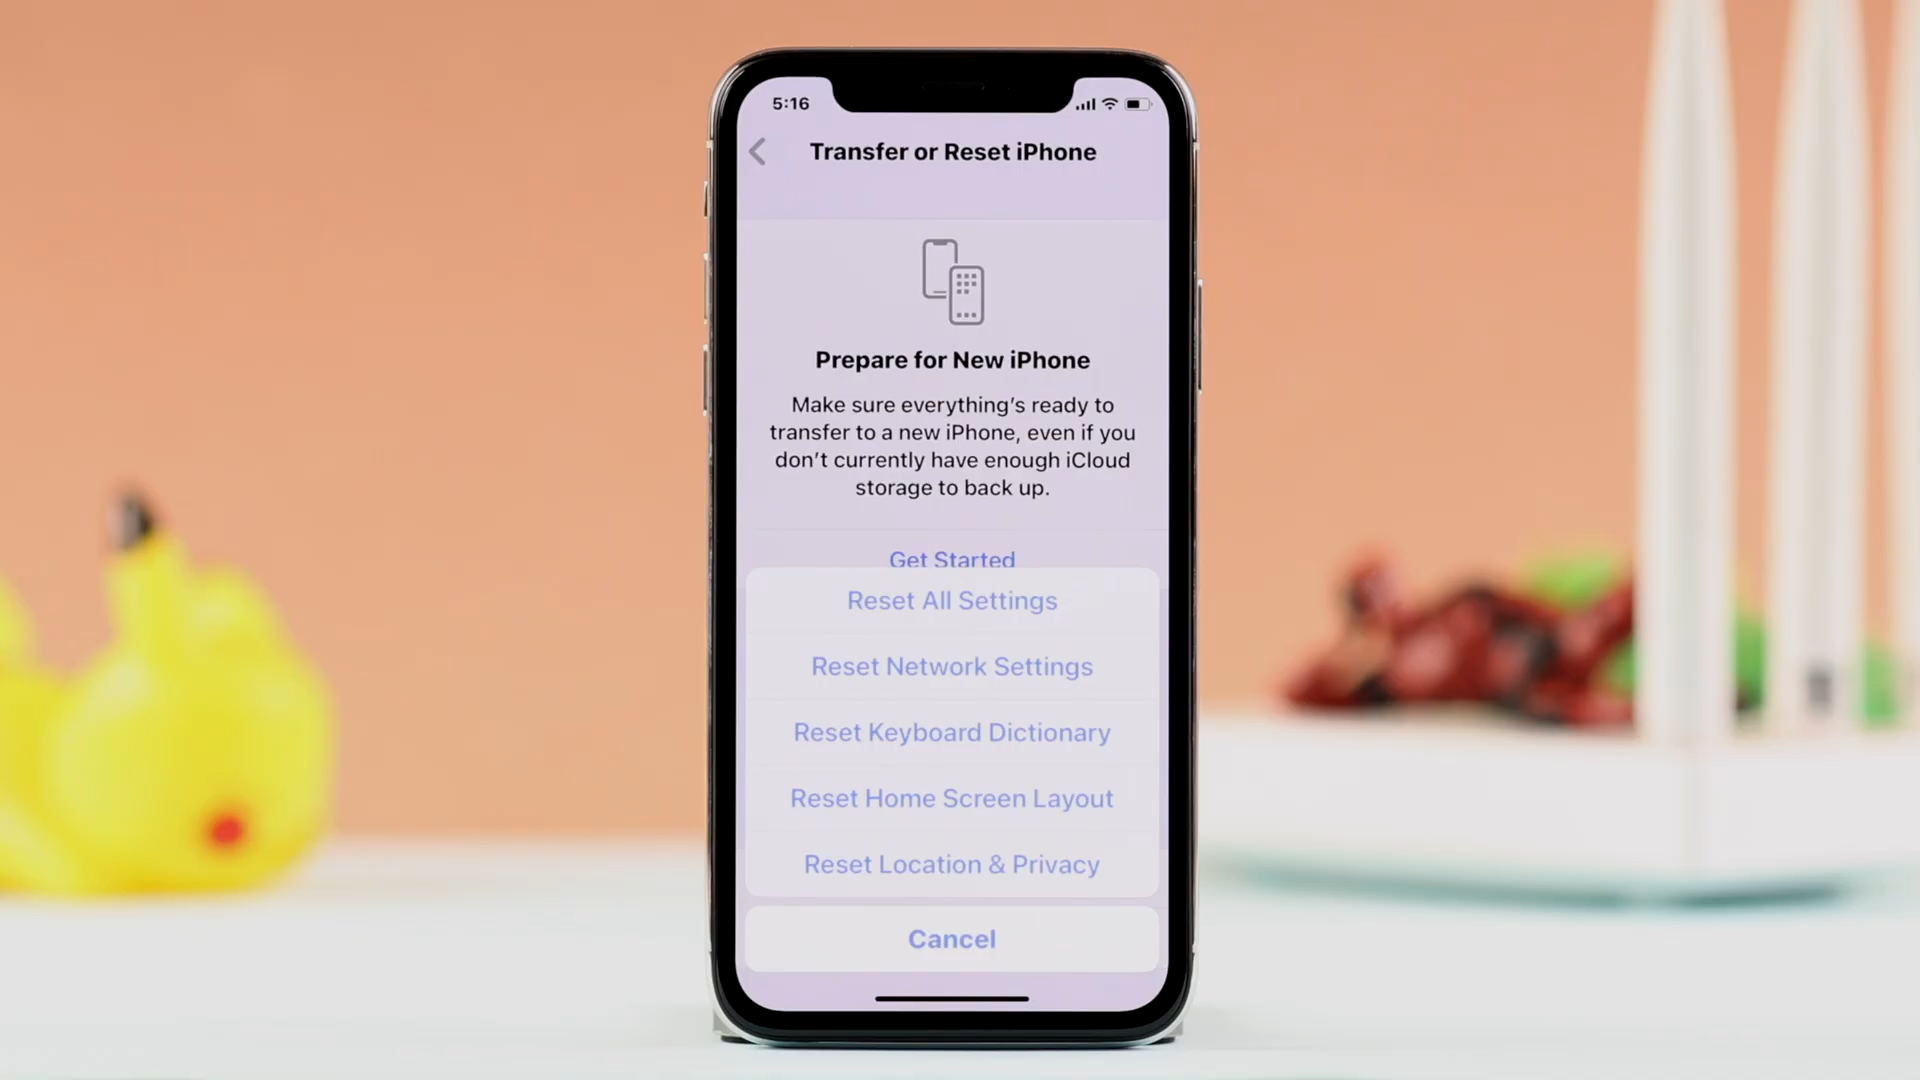 5:16
Transfer or Reset iPhone
Prepare for New iPhone
Make sure everything's ready to
transfer to a new iPhone, even if you
don't currently have enough iCloud
storage to back up.
Get Started
Reset All Settings
Reset Network Settings
Reset Keyboard Dictionary
Reset Home Screen Layout
Reset Location & Privacy
Cancel